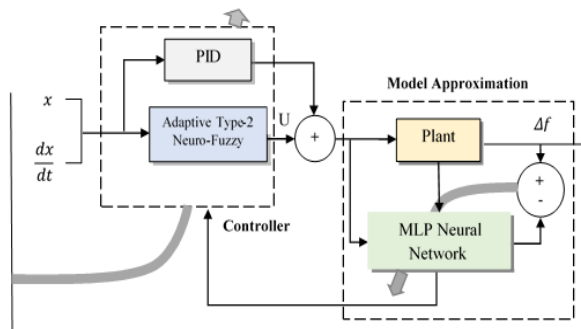 PID
Model Approximation
x
dx
dt
Adaptive Type-2
Neuro-Fuzzy
U
+
Plant
Δf
+
-
Controller
MLP Neural
Network